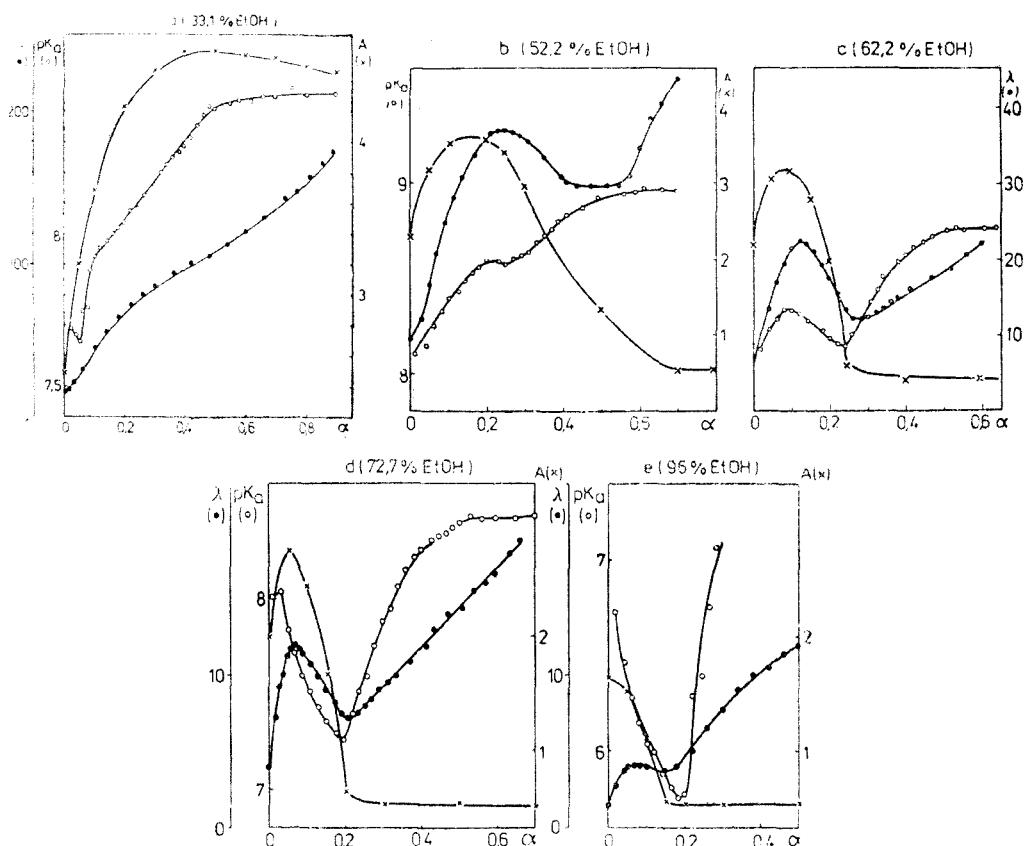 (33,1 % EtOH)
pKa
(○)
A
(x)
200
100
8
7,5
4
3
0
0,2
0,4
0,6
0,8
α
b (52,2 % EtOH)
pKa
(○)
A
(x)
9
8
4
3
2
1
0
0,2
0,4
0,6
α
c (62,2 % EtOH)
λ
(•)
40
30
20
10
0
0,2
0,4
0,6
α
d (72,7 % EtOH)
λ
(•)
pKa
(○)
A(x)
8
7
10
0
2
1
0
0,2
0,4
0,6
α
e (95 % EtOH)
λ
(•)
pKa
(○)
A(x)
7
6
10
0
2
1
0
0,2
0,4
α